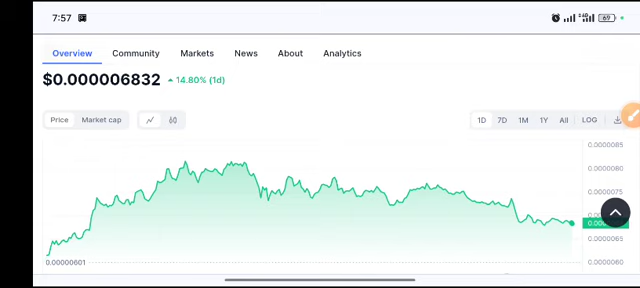 7:57
69
Overview Community Markets News About Analytics
$0.000006832 14.80% (1d)
Price Market cap 1D 7D 1M 1Y All LOG
0.0000085
0.0000080
0.0000075
0.0000065
0.00000601
0.0000060